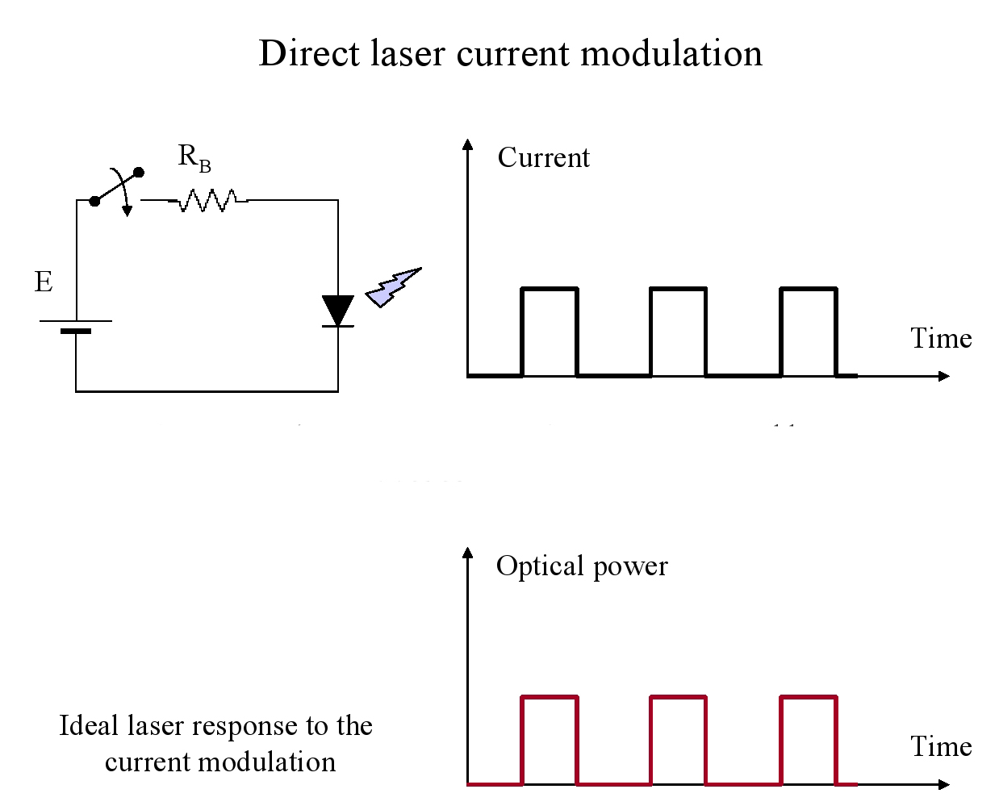 Direct laser current modulation
R_B
Current
E
Time
Optical power
Ideal laser response to the
current modulation
Time